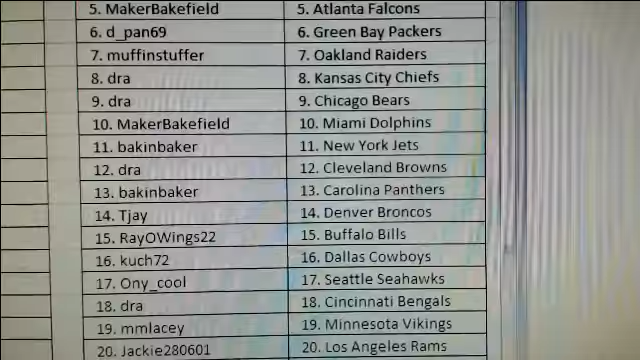 5. MakerBakefield 5. Atlanta Falcons
6. d_pan69 6. Green Bay Packers
7. muffinstuffer 7. Oakland Raiders
8. dra 8. Kansas City Chiefs
9. dra 9. Chicago Bears
10. MakerBakefield 10. Miami Dolphins
11. bakinbaker 11. New York Jets
12. dra 12. Cleveland Browns
13. bakinbaker 13. Carolina Panthers
14. Tjay 14. Denver Broncos
15. RayOWings22 15. Buffalo Bills
16. kuch72 16. Dallas Cowboys
17. Ony_cool 17. Seattle Seahawks
18. dra 18. Cincinnati Bengals
19. mmlacey 19. Minnesota Vikings
20. Jackie280601 20. Los Angeles Rams